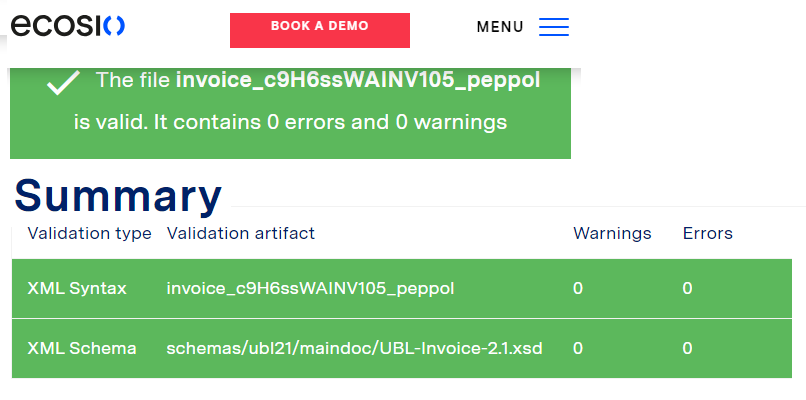 ecosio
BOOK A DEMO
MENU
The file invoice_c9H6ssWAINV105_peppol
is valid. It contains 0 errors and 0 warnings
Summary
Validation type Validation artifact Warnings Errors
XML Syntax invoice_c9H6ssWAINV105_peppol 0 0
XML Schema schemas/ubl21/maindoc/UBL-Invoice-2.1.xsd 0 0